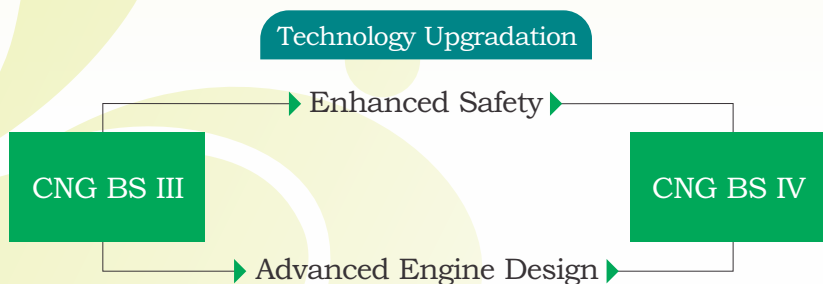 Technology Upgradation
Enhanced Safety
CNG BS III
CNG BS IV
Advanced Engine Design